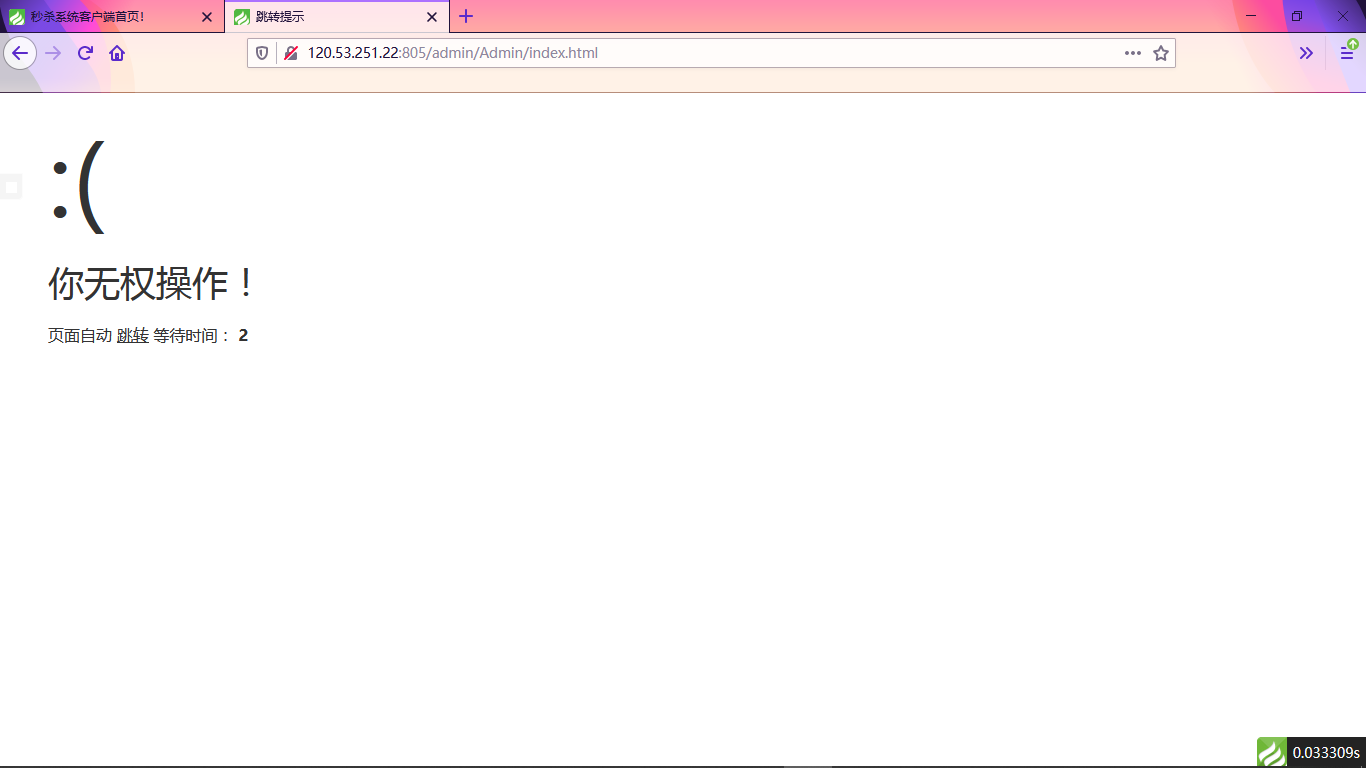 秒杀系统客户端首页!
跳转提示
120.53.251.22:805/admin/Admin/index.html
:(
你无权操作！
页面自动 跳转 等待时间： 2
0.033309s